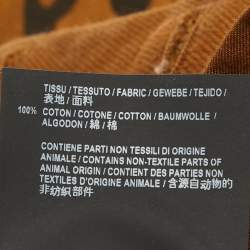 TISSU / TESSUTO / FABRIC / GEWEBE / TEJIDO /
表地 / 面料
100% COTON / COTONE / COTTON / BAUMWOLLE /
ALGODON / 綿 / 棉
CONTIENE PARTI NON TESSILI DI ORIGINE
ANIMALE / CONTAINS NON-TEXTILE PARTS OF
ANIMAL ORIGIN / CONTIENT DES PARTIES NON
TEXTILES D'ORIGINE ANIMALE / 含源自动物的
非纺织部件